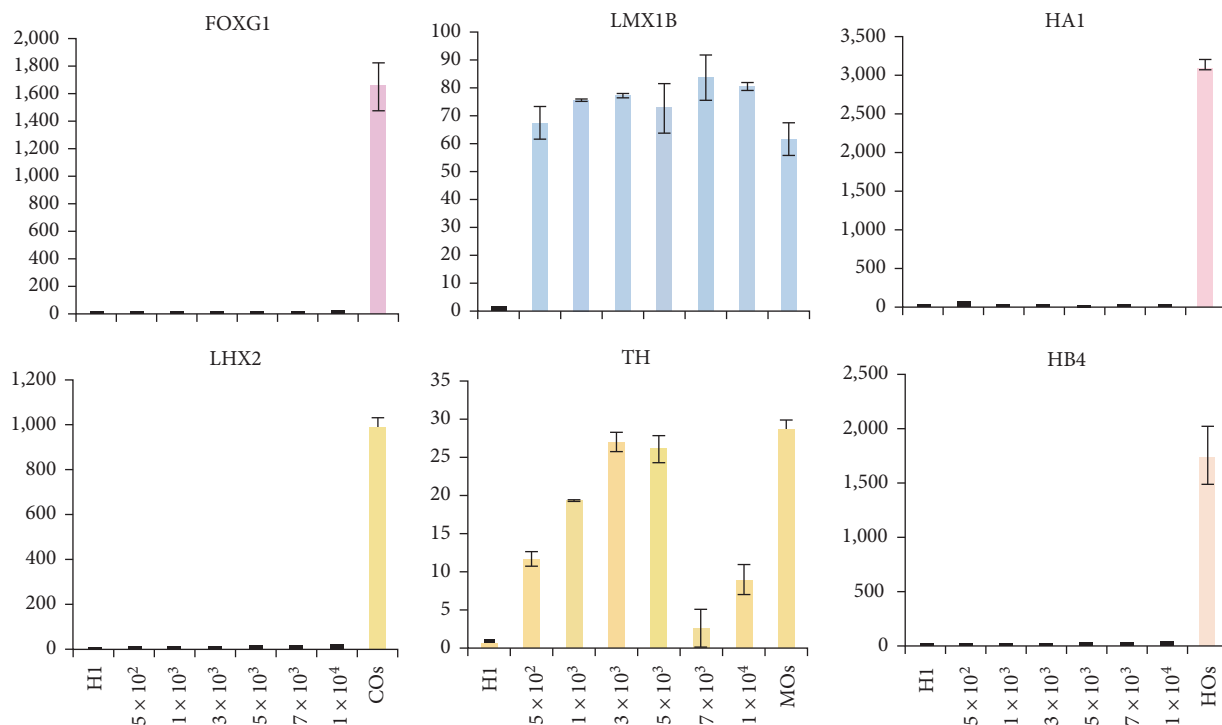 FOXG1
2,000
1,800
1,600
1,400
1,200
1,000
800
600
400
200
0
LMX1B
100
90
80
70
60
50
40
30
20
10
0
HA1
3,500
3,000
2,500
2,000
1,500
1,000
500
0
LHX2
1,200
1,000
800
600
400
200
0
H1
5 × 10²
1 × 10³
3 × 10³
5 × 10³
7 × 10³
1 × 10⁴
COs
TH
35
30
25
20
15
10
5
0
H1
5 × 10²
1 × 10³
3 × 10³
5 × 10³
7 × 10³
1 × 10⁴
MOs
HB4
2,500
2,000
1,500
1,000
500
0
H1
5 × 10²
1 × 10³
3 × 10³
5 × 10³
7 × 10³
1 × 10⁴
HOs